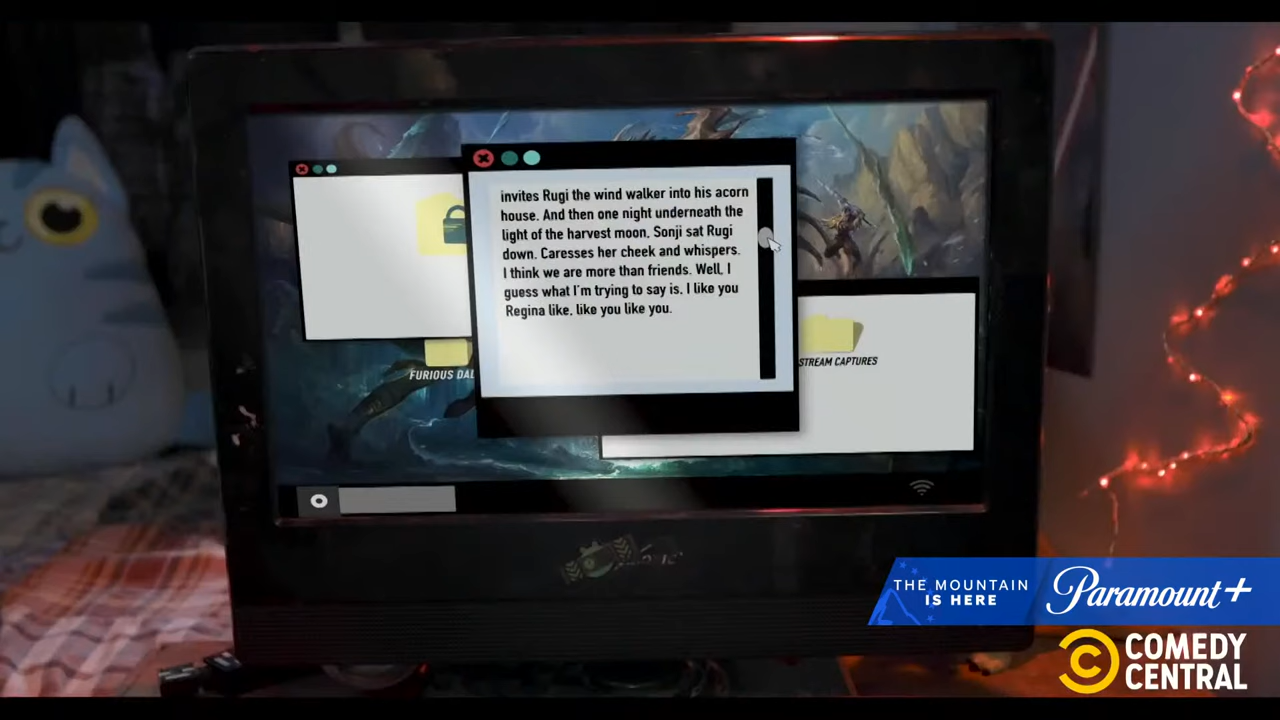 invites Rugi the wind walker into his acorn
house. And then one night underneath the
light of the harvest moon, Sonji sat Rugi
down. Caresses her cheek and whispers.
I think we are more than friends. Well, I
guess what I'm trying to say is, I like you
Regina like, like you like you.
FURIOUS DAL
STREAM CAPTURES
THE MOUNTAIN
IS HERE
Paramount+
COMEDY
CENTRAL